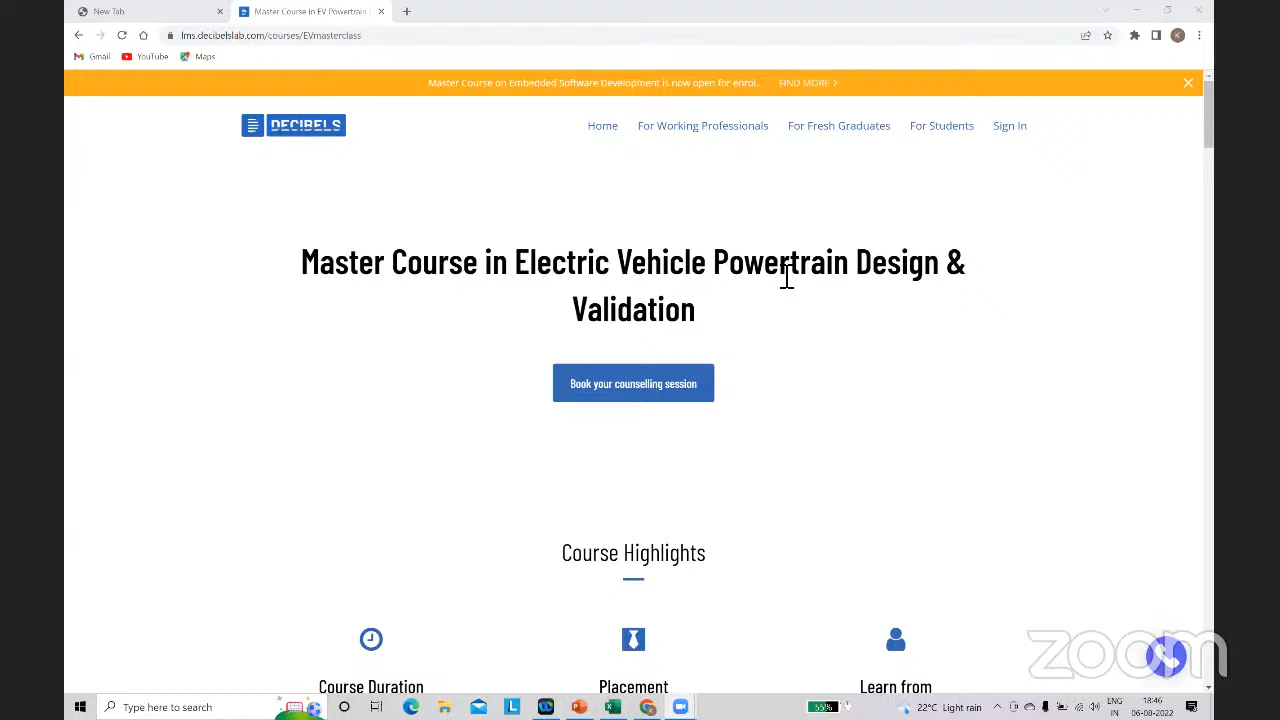 New Tab
Master Course in EV Powertrain
lms.decibelslab.com/courses/EVmasterclass
Gmail
YouTube
Maps
Master Course on Embedded Software Development is now open for enrol... FIND MORE >
DECIBELS
Home
For Working Professionals
For Fresh Graduates
For Students
Sign In
Master Course in Electric Vehicle Powertrain Design &
Validation
Book your counselling session
Course Highlights
Course Duration
Placement
Learn from
zoom
Type here to search
55%
22°C Light rain
ENG
IN
18:46
06-09-2022